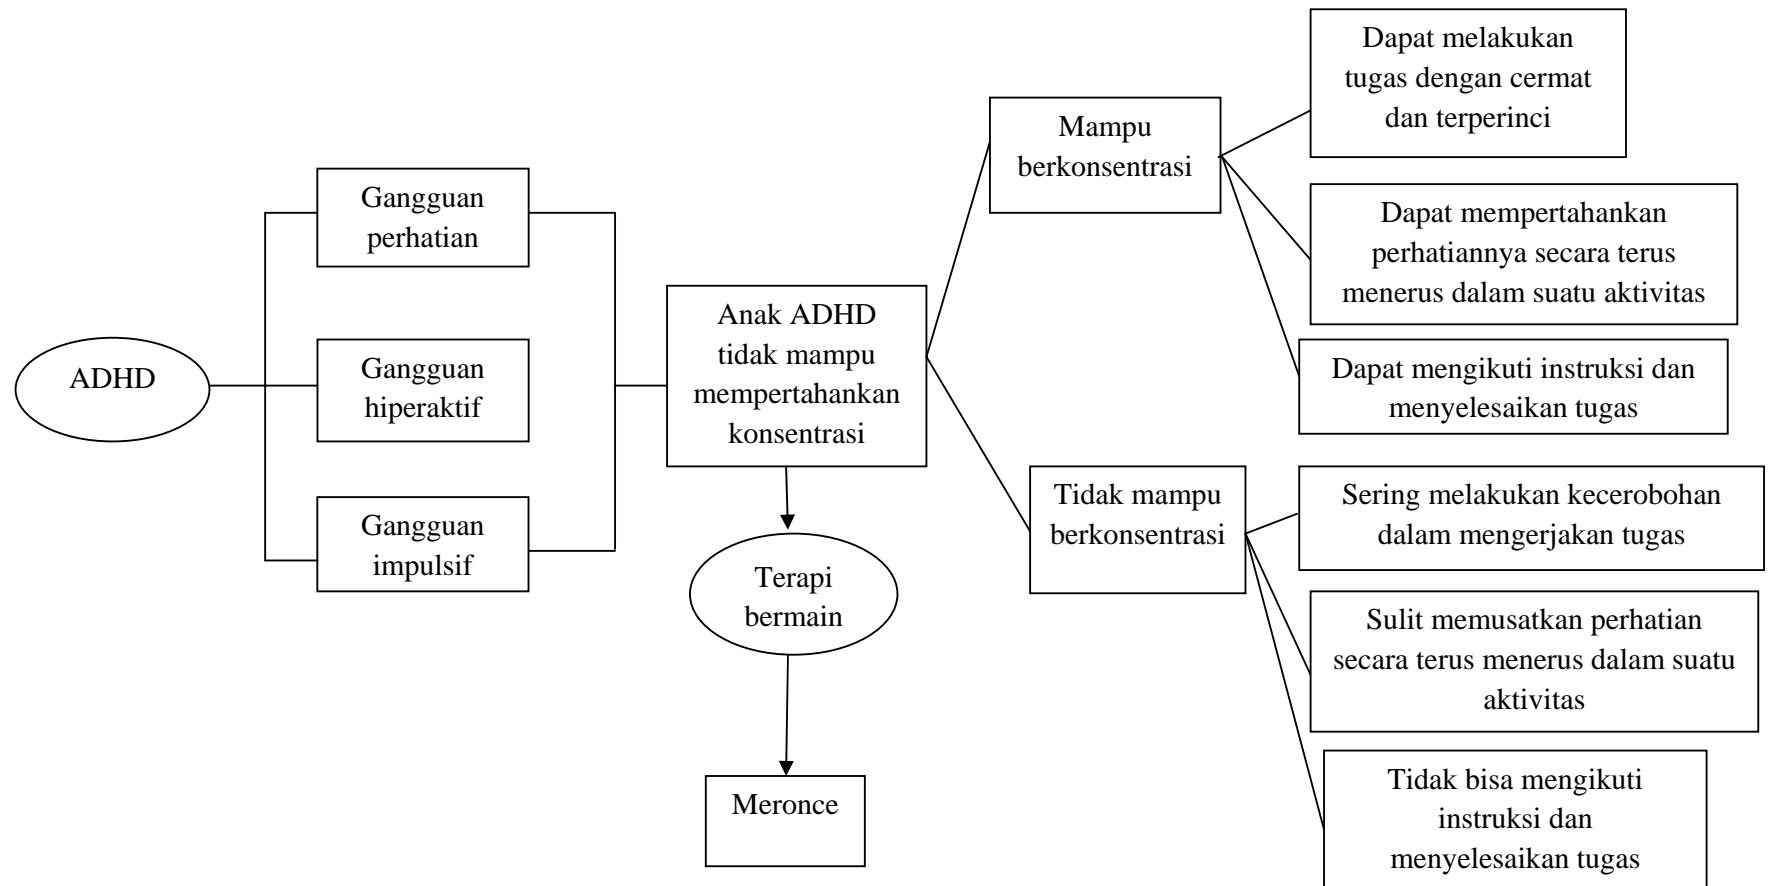 ADHD
Gangguan
perhatian
Gangguan
hiperaktif
Gangguan
impulsif
Anak ADHD
tidak mampu
mempertahankan
konsentrasi
Terapi
bermain
Meronce
Mampu
berkonsentrasi
Dapat melakukan
tugas dengan cermat
dan terperinci
Dapat mempertahankan
perhatiannya secara terus
menerus dalam suatu aktivitas
Dapat mengikuti instruksi dan
menyelesaikan tugas
Tidak mampu
berkonsentrasi
Sering melakukan kecerobohan
dalam mengerjakan tugas
Sulit memusatkan perhatian
secara terus menerus dalam suatu
aktivitas
Tidak bisa mengikuti
instruksi dan
menyelesaikan tugas